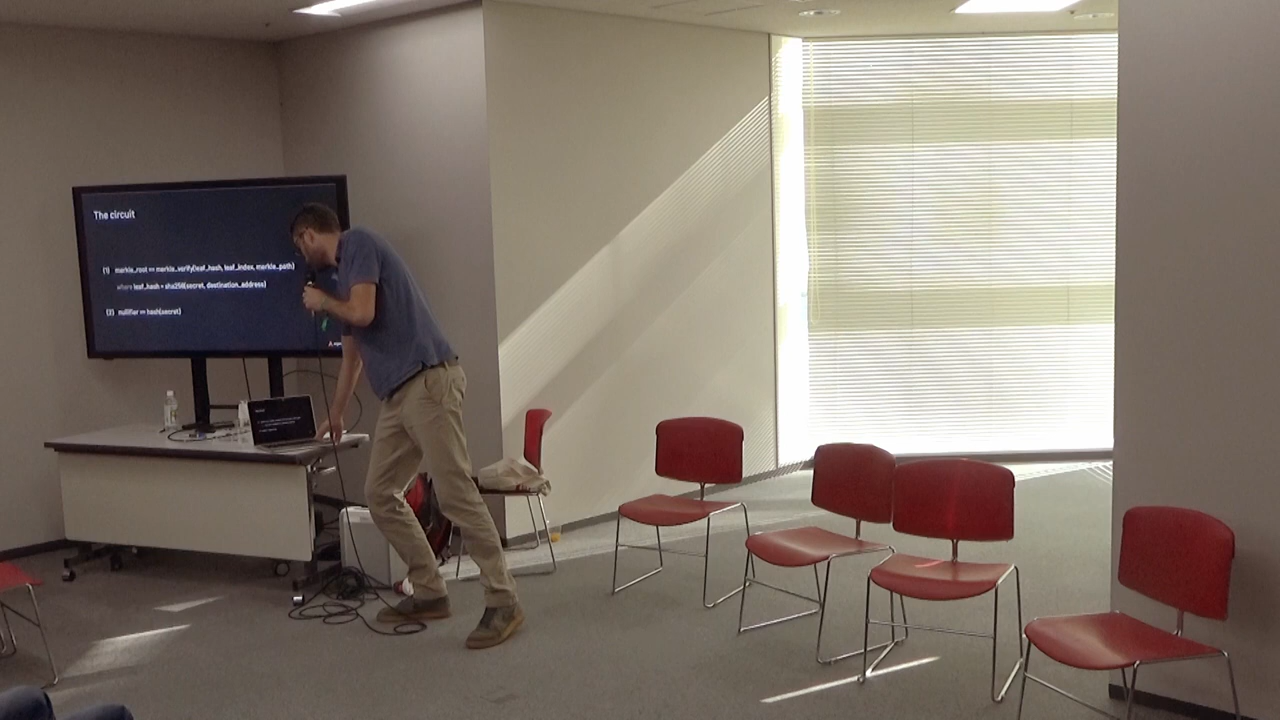 The circuit
(1) merkle_root == merkle_verify(leaf_hash, leaf_index, merkle_path)
where leaf_hash = sha256(secret, destination_address)
(2) nullifier == hash(secret)